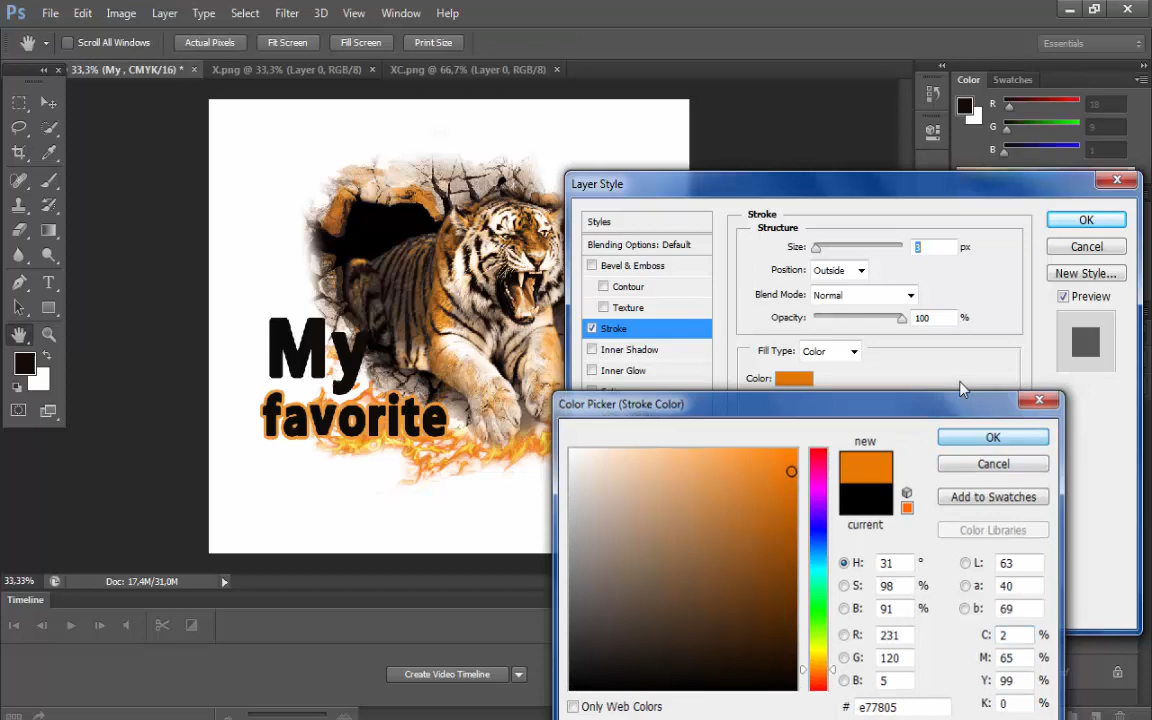 Ps File Edit Image Layer Type Select Filter 3D View Window Help
Scroll All Windows Actual Pixels Fit Screen Fill Screen Print Size Essentials
33,3% (My , CMYK/16) * × X.png @ 33,3% (Layer 0, RGB/8) × XC.png @ 66,7% (Layer 0, RGB/8) ×
Color Swatches
R 18
G 9
B 1
My
favorite
Layer Style
Styles
Blending Options: Default
Bevel & Emboss
Contour
Texture
Stroke
Inner Shadow
Inner Glow
Stroke
Structure
Size: 3 px
Position: Outside
Blend Mode: Normal
Opacity: 100 %
Fill Type: Color
Color:
OK
Cancel
New Style...
Preview
Color Picker (Stroke Color)
new
current
OK
Cancel
Add to Swatches
Color Libraries
H: 31 °
S: 98 %
B: 91 %
R: 231
G: 120
B: 5
# e77805
L: 63
a: 40
b: 69
C: 2 %
M: 65 %
Y: 99 %
K: 0 %
Only Web Colors
33,33% Doc: 17,4M/31,0M
Timeline
Create Video Timeline